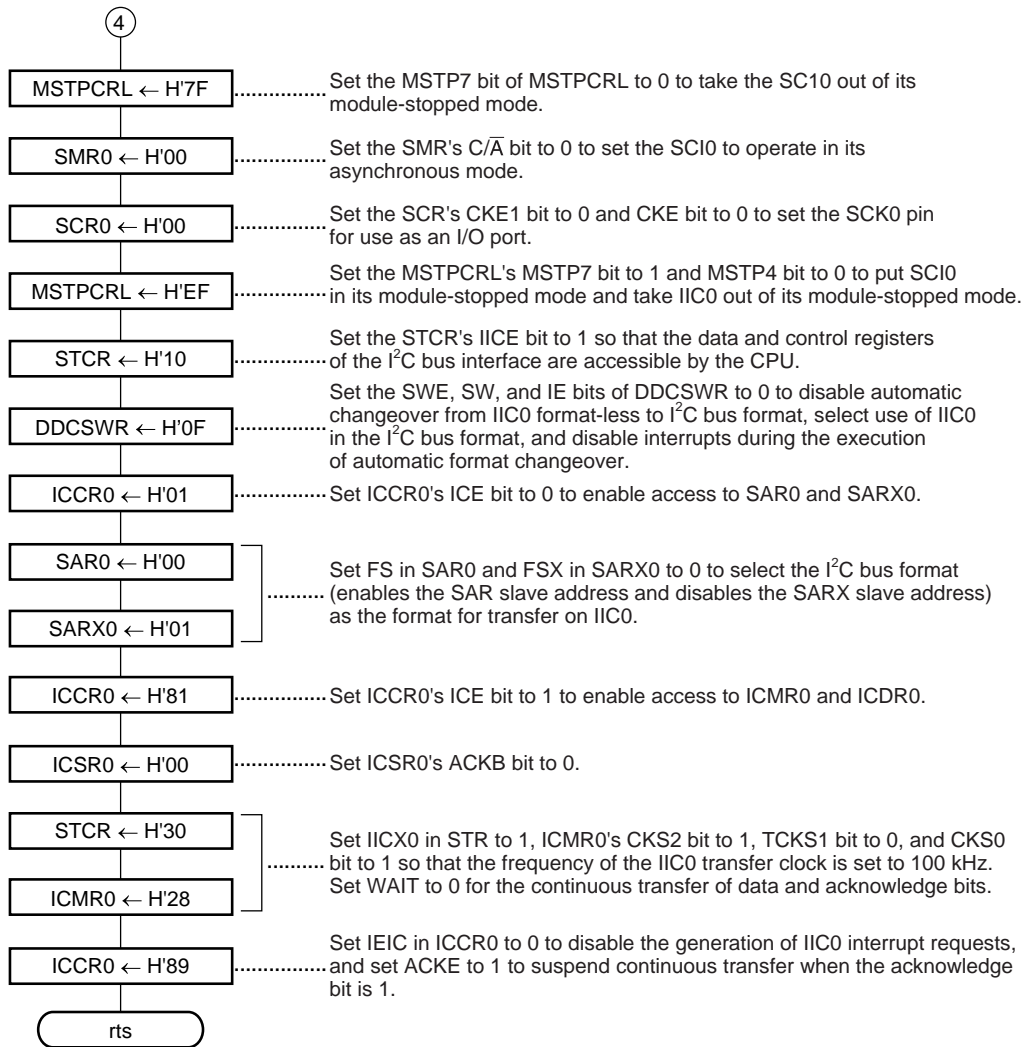 4
MSTPCRL ← H'7F
Set the MSTP7 bit of MSTPCRL to 0 to take the SC10 out of its
module-stopped mode.
SMR0 ← H'00
Set the SMR's C/A̅ bit to 0 to set the SCI0 to operate in its
asynchronous mode.
SCR0 ← H'00
Set the SCR's CKE1 bit to 0 and CKE bit to 0 to set the SCK0 pin
for use as an I/O port.
MSTPCRL ← H'EF
Set the MSTPCRL's MSTP7 bit to 1 and MSTP4 bit to 0 to put SCI0
in its module-stopped mode and take IIC0 out of its module-stopped mode.
STCR ← H'10
Set the STCR's IICE bit to 1 so that the data and control registers
of the I²C bus interface are accessible by the CPU.
DDCSWR ← H'0F
Set the SWE, SW, and IE bits of DDCSWR to 0 to disable automatic
changeover from IIC0 format-less to I²C bus format, select use of IIC0
in the I²C bus format, and disable interrupts during the execution
of automatic format changeover.
ICCR0 ← H'01
Set ICCR0's ICE bit to 0 to enable access to SAR0 and SARX0.
SAR0 ← H'00
SARX0 ← H'01
Set FS in SAR0 and FSX in SARX0 to 0 to select the I²C bus format
(enables the SAR slave address and disables the SARX slave address)
as the format for transfer on IIC0.
ICCR0 ← H'81
Set ICCR0's ICE bit to 1 to enable access to ICMR0 and ICDR0.
ICSR0 ← H'00
Set ICSR0's ACKB bit to 0.
STCR ← H'30
ICMR0 ← H'28
Set IICX0 in STR to 1, ICMR0's CKS2 bit to 1, TCKS1 bit to 0, and CKS0
bit to 1 so that the frequency of the IIC0 transfer clock is set to 100 kHz.
Set WAIT to 0 for the continuous transfer of data and acknowledge bits.
ICCR0 ← H'89
Set IEIC in ICCR0 to 0 to disable the generation of IIC0 interrupt requests,
and set ACKE to 1 to suspend continuous transfer when the acknowledge
bit is 1.
rts